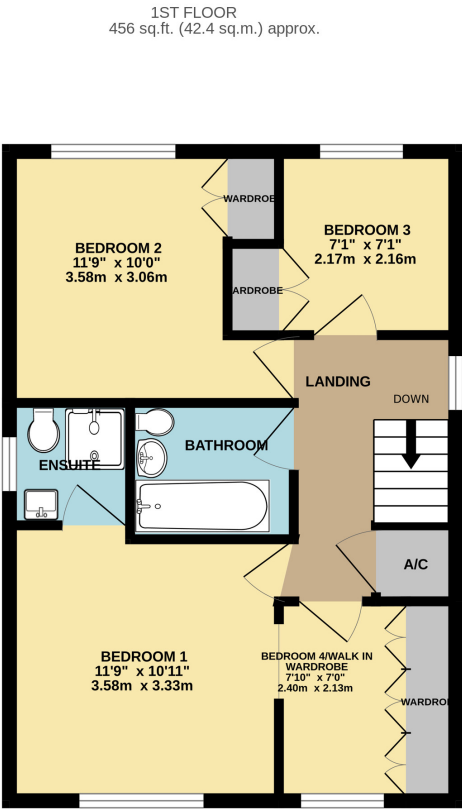 1ST FLOOR
456 sq.ft. (42.4 sq.m.) approx.
WARDROBE
BEDROOM 2
11'9" x 10'0"
3.58m x 3.06m
BEDROOM 3
7'1" x 7'1"
2.17m x 2.16m
ARDROBE
LANDING
DOWN
BATHROOM
ENSUITE
A/C
BEDROOM 1
11'9" x 10'11"
3.58m x 3.33m
BEDROOM 4/WALK IN
WARDROBE
7'10" x 7'0"
2.40m x 2.13m
WARDROB